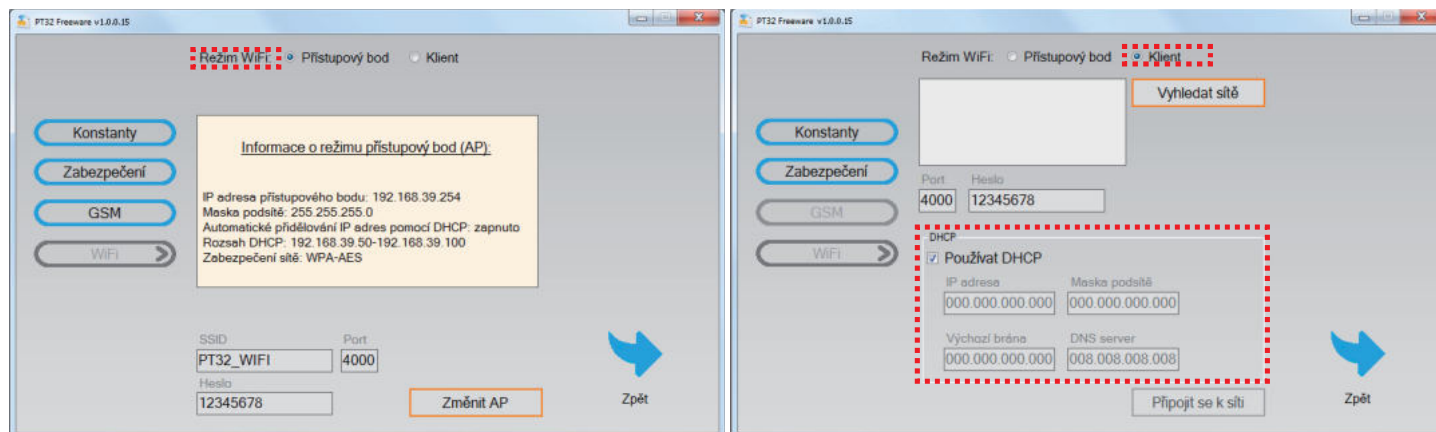 PT32 Freeware v1.0.0.15
Režim WiFi: Přístupový bod Klient
Konstanty
Zabezpečení
GSM
WiFi
Informace o režimu přístupový bod (AP):
IP adresa přístupového bodu: 192.168.39.254
Maska podsítě: 255.255.255.0
Automatické přidělování IP adres pomocí DHCP: zapnuto
Rozsah DHCP: 192.168.39.50-192.168.39.100
Zabezpečení sítě: WPA-AES
SSID Port
PT32_WIFI 4000
Heslo
12345678
Změnit AP
Zpět
PT32 Freeware v1.0.0.15
Režim WiFi: Přístupový bod Klient
Vyhledat sítě
Konstanty
Zabezpečení
GSM
WiFi
Port Heslo
4000 12345678
DHCP
Používat DHCP
IP adresa Maska podsítě
000.000.000.000 000.000.000.000
Výchozí brána DNS server
000.000.000.000 008.008.008.008
Připojit se k síti
Zpět